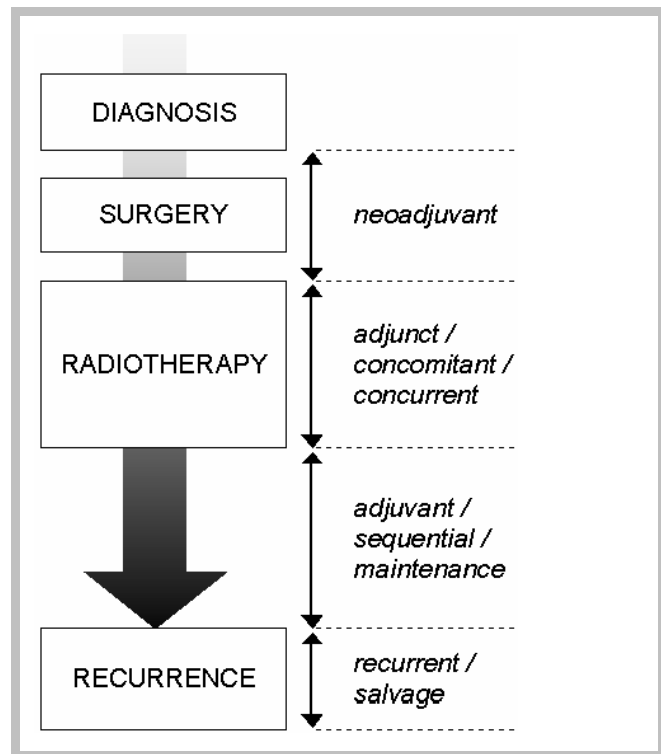 DIAGNOSIS
SURGERY
neoadjuvant
RADIOTHERAPY
adjunct /
concomitant /
concurrent
adjuvant /
sequential /
maintenance
RECURRENCE
recurrent /
salvage